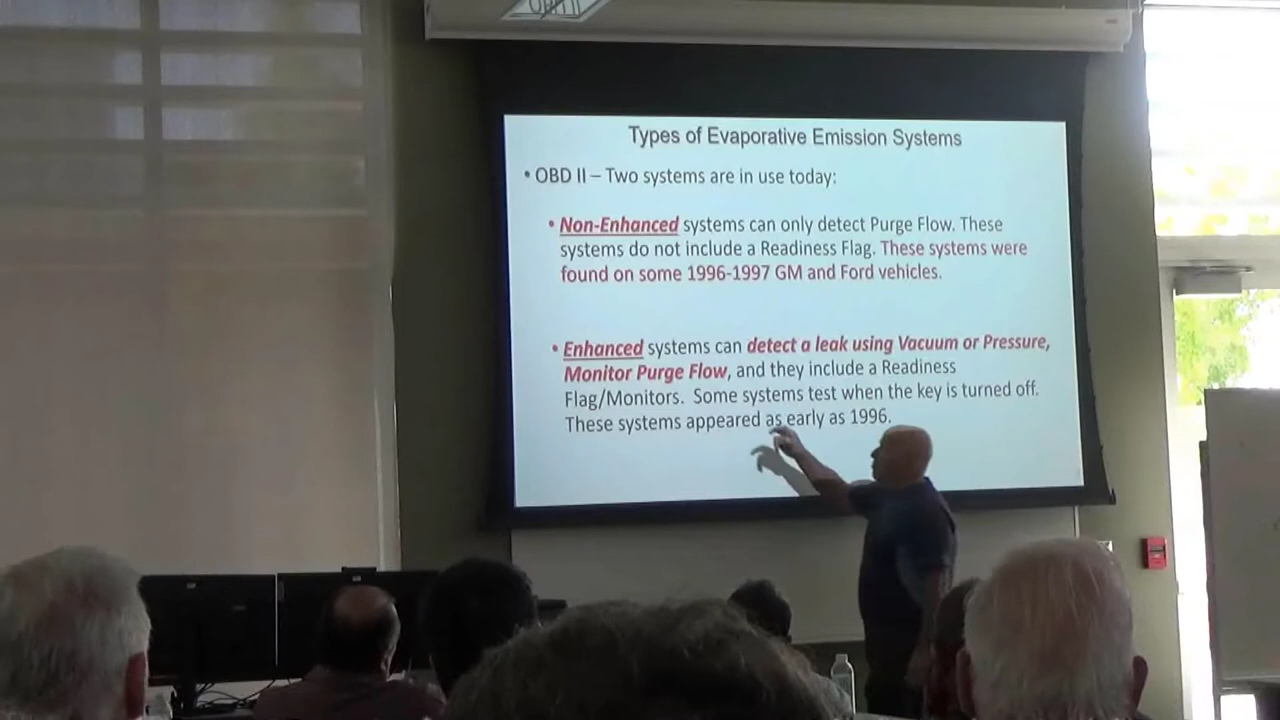 OBD II
Types of Evaporative Emission Systems
• OBD II – Two systems are in use today:
• Non-Enhanced systems can only detect Purge Flow. These
systems do not include a Readiness Flag. These systems were
found on some 1996-1997 GM and Ford vehicles.
• Enhanced systems can detect a leak using Vacuum or Pressure,
Monitor Purge Flow, and they include a Readiness
Flag/Monitors. Some systems test when the key is turned off.
These systems appeared as early as 1996.